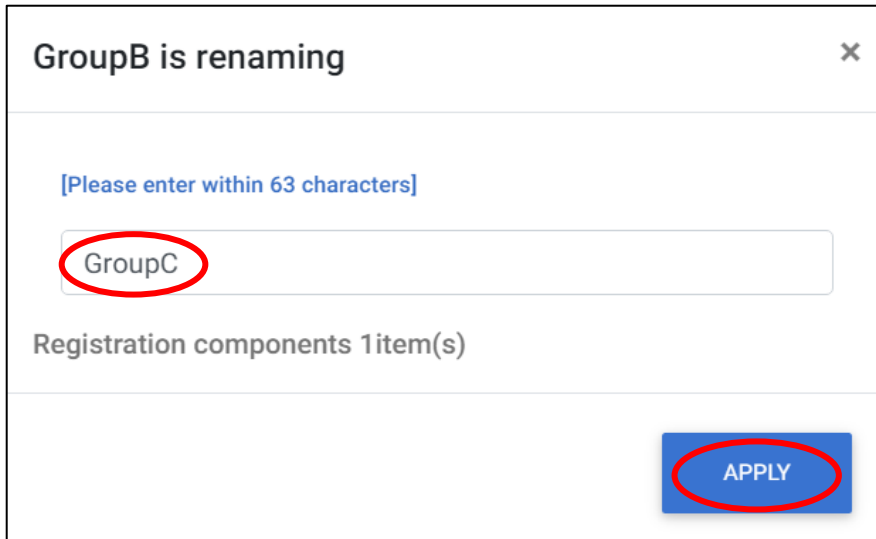 GroupB is renaming
×
[Please enter within 63 characters]
GroupC
Registration components 1item(s)
APPLY